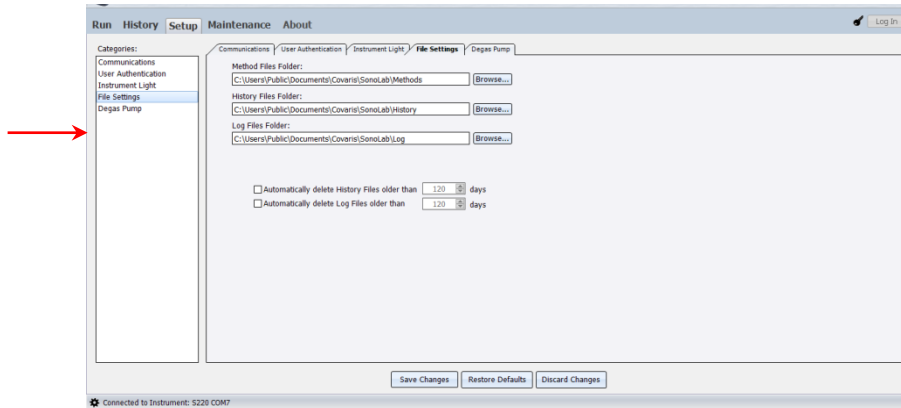 Run History Setup Maintenance About Log In
Categories:
Communications
User Authentication
Instrument Light
File Settings
Degas Pump
Communications User Authentication Instrument Light File Settings Degas Pump
Method Files Folder:
C:\Users\Public\Documents\Covaris\SonoLab\Methods Browse...
History Files Folder:
C:\Users\Public\Documents\Covaris\SonoLab\History Browse...
Log Files Folder:
C:\Users\Public\Documents\Covaris\SonoLab\Log Browse...
Automatically delete History Files older than 120 days
Automatically delete Log Files older than 120 days
Save Changes Restore Defaults Discard Changes
Connected to Instrument: S220 COM7